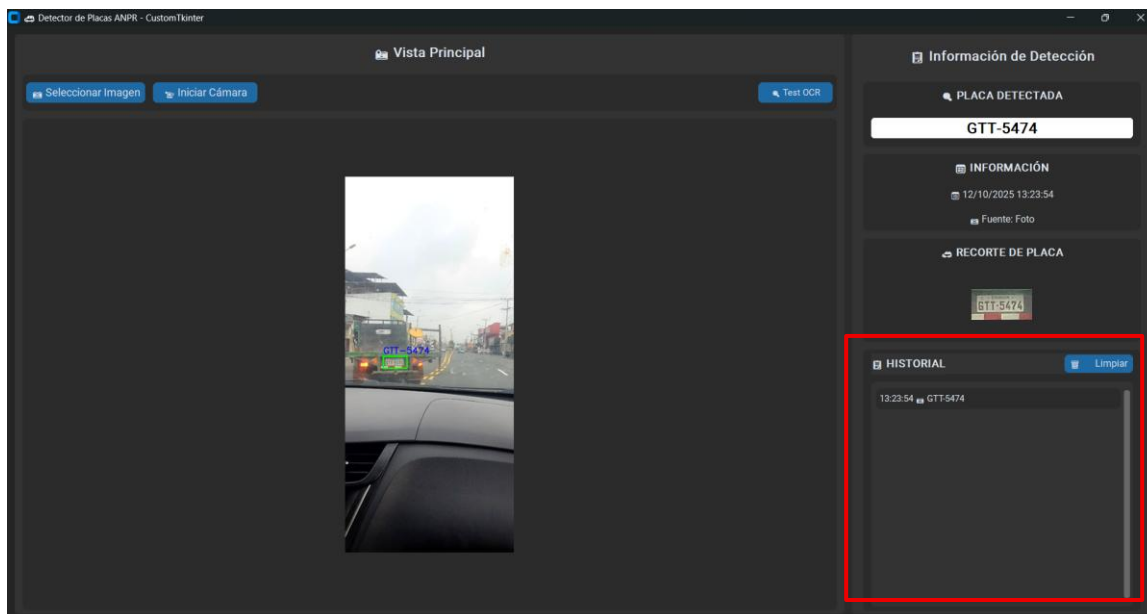 Detector de Placas ANPR - CustomTkinter
Vista Principal
Seleccionar Imagen
Iniciar Cámara
Test OCR
GTT-5474
Información de Detección
PLACA DETECTADA
GTT-5474
INFORMACIÓN
12/10/2025 13:23:54
Fuente: Foto
RECORTE DE PLACA
GTT-5474
HISTORIAL
Limpiar
13:23:54 GTT-5474